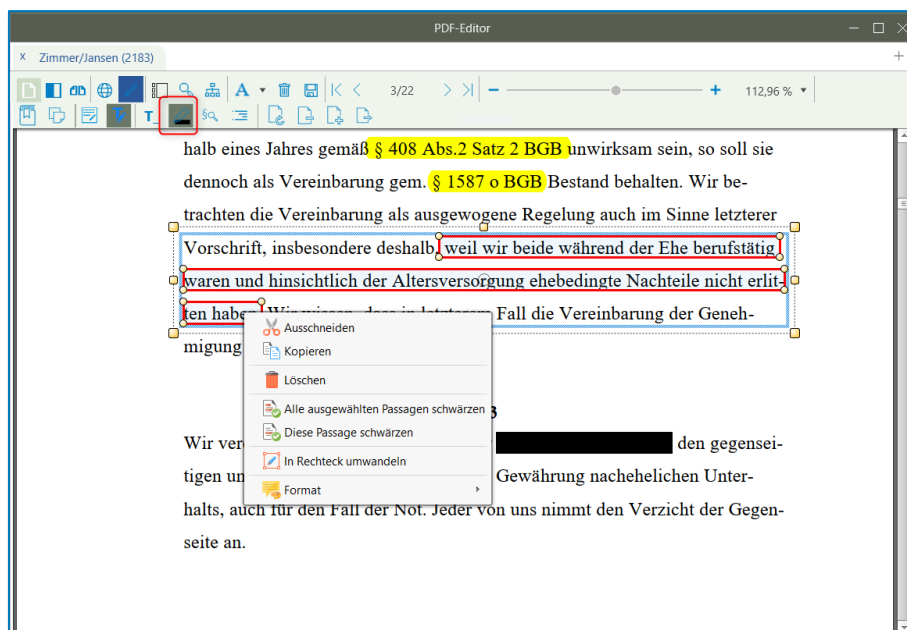 PDF-Editor
x Zimmer/Jansen (2183)
A 3/22 112,96 %
T_ §
halb eines Jahres gemäß § 408 Abs.2 Satz 2 BGB unwirksam sein, so soll sie
dennoch als Vereinbarung gem. § 1587 o BGB Bestand behalten. Wir be-
trachten die Vereinbarung als ausgewogene Regelung auch im Sinne letzterer
Vorschrift, insbesondere deshalb, weil wir beide während der Ehe berufstätig
waren und hinsichtlich der Altersversorgung ehebedingte Nachteile nicht erlit-
ten haben. Fall die Vereinbarung der Geneh-
migung
Ausschneiden
Kopieren
Löschen
Alle ausgewählten Passagen schwärzen
Diese Passage schwärzen
In Rechteck umwandeln
Format
3
Wir ver den gegensei-
tigen un Gewährung nachehelichen Unter-
halts, auch für den Fall der Not. Jeder von uns nimmt den Verzicht der Gegen-
seite an.